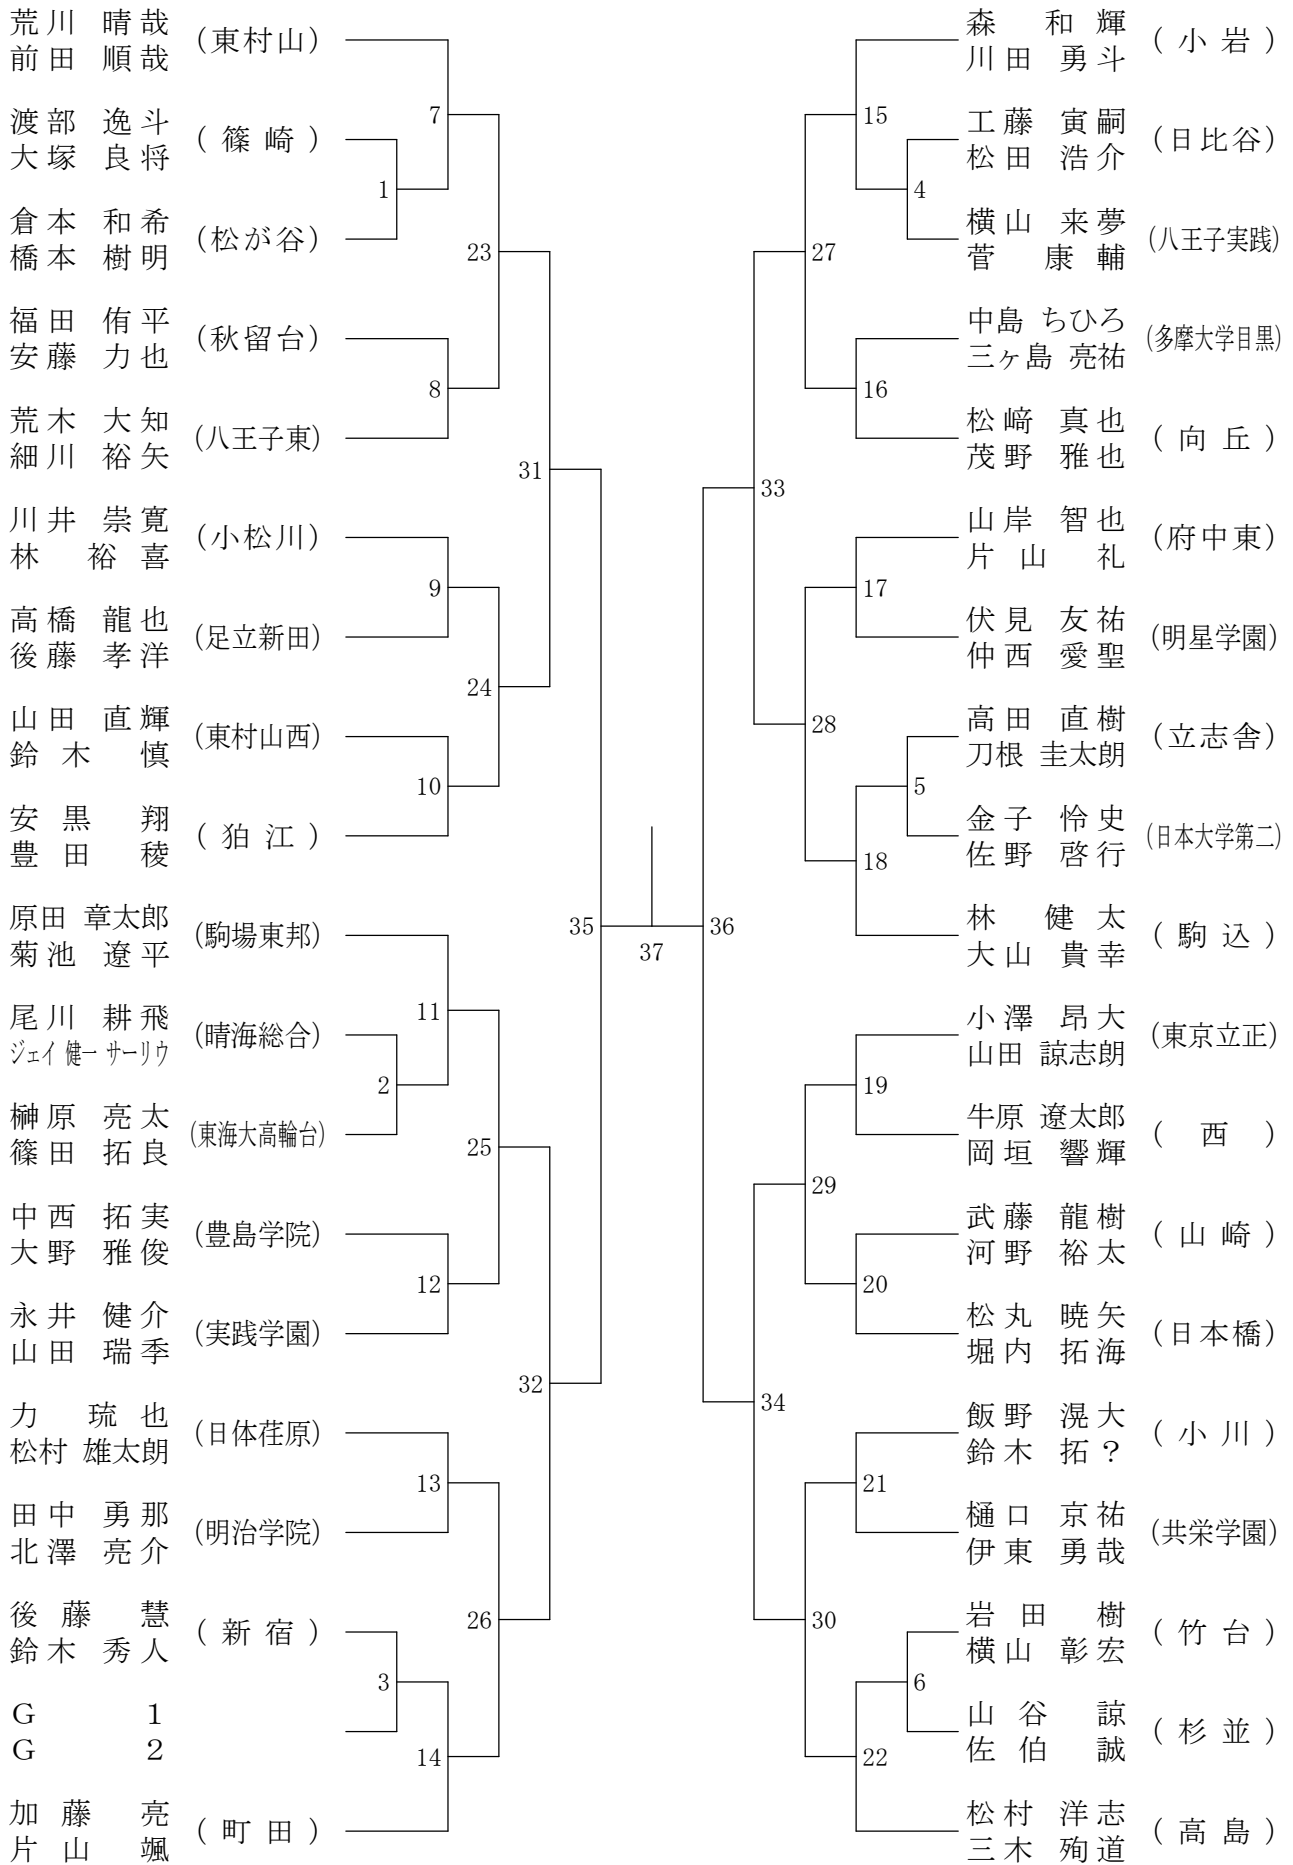 荒川 晴哉
前田 順哉
(東村山)
渡部 逸斗
大塚 良将
(篠崎)
倉本 和希
橋本 樹明
(松が谷)
福田 侑平
安藤 力也
(秋留台)
荒木 大知
細川 裕矢
(八王子東)
川井 崇寛
林 裕喜
(小松川)
高橋 龍也
後藤 孝洋
(足立新田)
山田 直輝
鈴木 慎
(東村山西)
安黒 翔
豊田 稜
(狛江)
原田 章太郎
菊池 遼平
(駒場東邦)
尾川 耕飛
ジェイ 健一 サーリウ
(晴海総合)
榊原 亮太
篠田 拓良
(東海大高輪台)
中西 拓実
大野 雅俊
(豊島学院)
永井 健介
山田 瑞季
(実践学園)
力 琉也
松村 雄太朗
(日体荏原)
田中 勇那
北澤 亮介
(明治学院)
後藤 慧
鈴木 秀人
(新宿)
G 1
G 2
加藤 亮
片山 颯
(町田)
7
1
23
8
31
9
24
10
35
11
2
25
12
32
13
26
3
14
37
36
15
4
27
16
33
17
28
5
18
19
29
20
34
21
30
6
22
森 和輝
川田 勇斗
(小岩)
工藤 寅嗣
松田 浩介
(日比谷)
横山 来夢
菅 康輔
(八王子実践)
中島 ちひろ
三ヶ島 亮祐
(多摩大学目黒)
松﨑 真也
茂野 雅也
(向丘)
山岸 智也
片山 礼
(府中東)
伏見 友祐
仲西 愛聖
(明星学園)
高田 直樹
刀根 圭太朗
(立志舎)
金子 怜史
佐野 啓行
(日本大学第二)
林 健太
大山 貴幸
(駒込)
小澤 昂大
山田 諒志朗
(東京立正)
牛原 遼太郎
岡垣 響輝
(西)
武藤 龍樹
河野 裕太
(山崎)
松丸 暁矢
堀内 拓海
(日本橋)
飯野 滉大
鈴木 拓?
(小川)
樋口 京祐
伊東 勇哉
(共栄学園)
岩田 樹
横山 彰宏
(竹台)
山谷 諒
佐伯 誠
(杉並)
松村 洋志
三木 殉道
(高島)